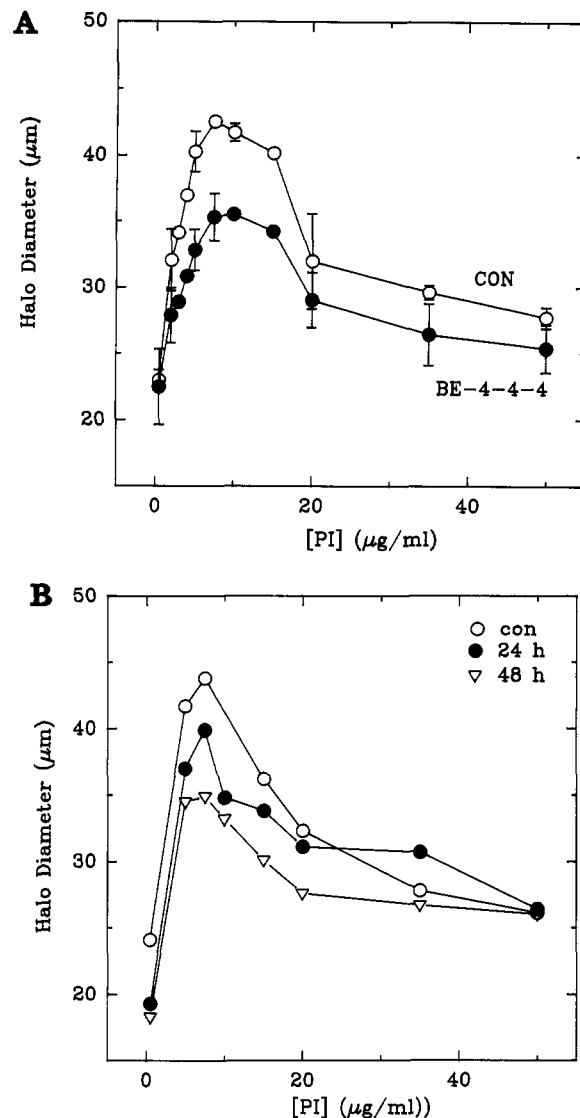 A
50
40
30
20
Halo Diameter (μm)
CON
BE-4-4-4
0
20
40
[PI] (μg/ml)
B
50
40
30
20
Halo Diameter (μm)
con
24 h
48 h
0
20
40
[PI] (μg/ml))